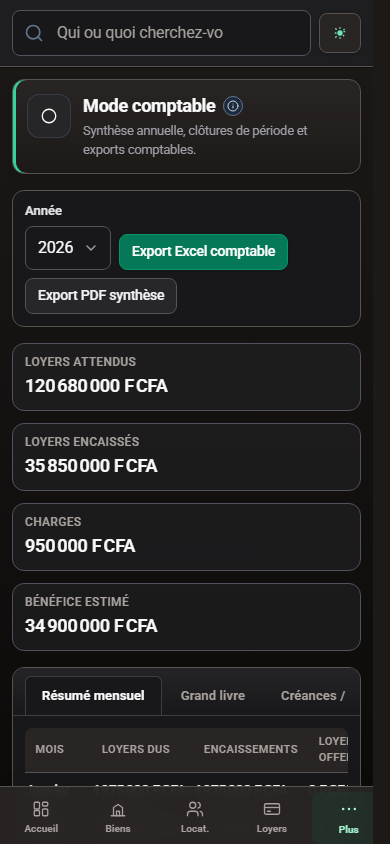 Qui ou quoi cherchez-vo
Mode comptable
Synthèse annuelle, clôtures de période et
exports comptables.
Année
2026
Export Excel comptable
Export PDF synthèse
LOYERS ATTENDUS
120 680 000 FCFA
LOYERS ENCAISSÉS
35 850 000 FCFA
CHARGES
950 000 FCFA
BÉNÉFICE ESTIMÉ
34 900 000 FCFA
Résumé mensuel Grand livre Créances /
MOIS LOYERS DUS ENCAISSEMENTS
Accueil Biens Locat. Loyers Plus